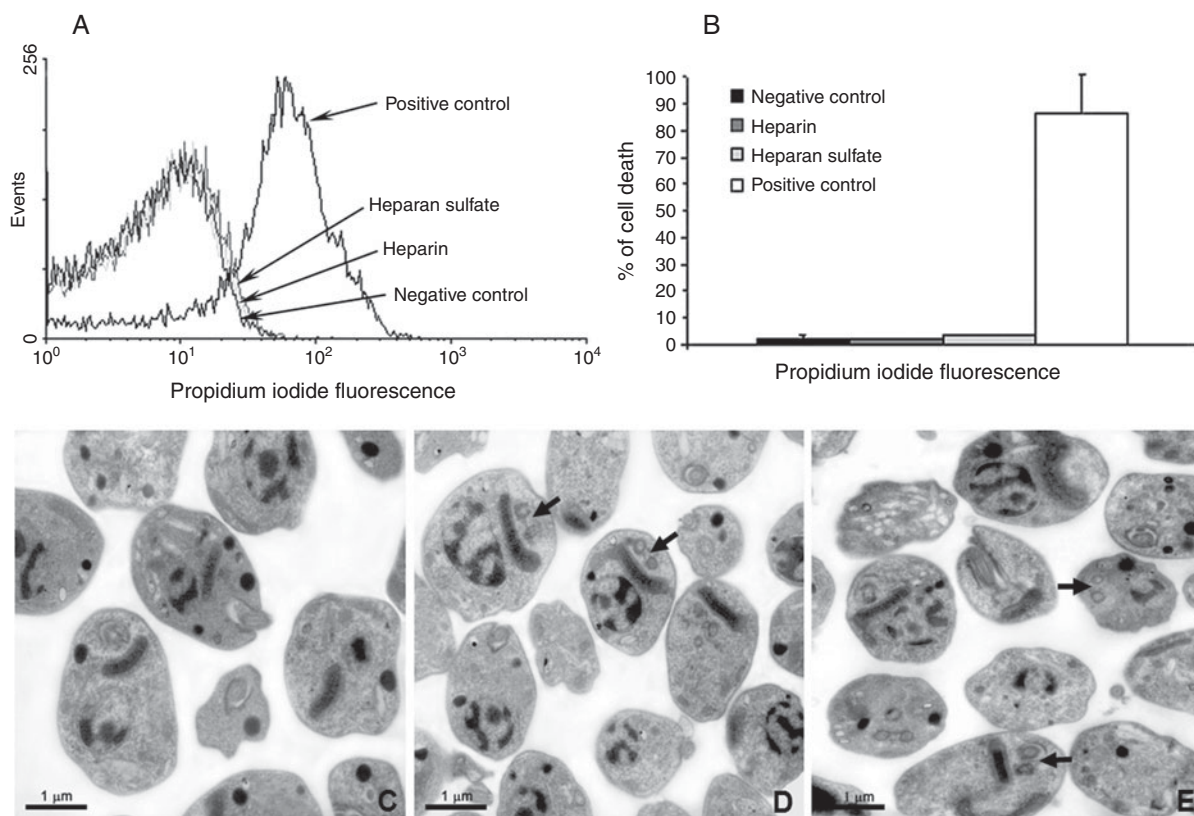 A
256
Events
0
Positive control
Heparan sulfate
Heparin
Negative control
10^0 10^1 10^2 10^3 10^4
Propidium iodide fluorescence
B
% of cell death
100
90
80
70
60
50
40
30
20
10
0
Negative control
Heparin
Heparan sulfate
Positive control
Propidium iodide fluorescence
1 μm C
1 μm D
1 μm E